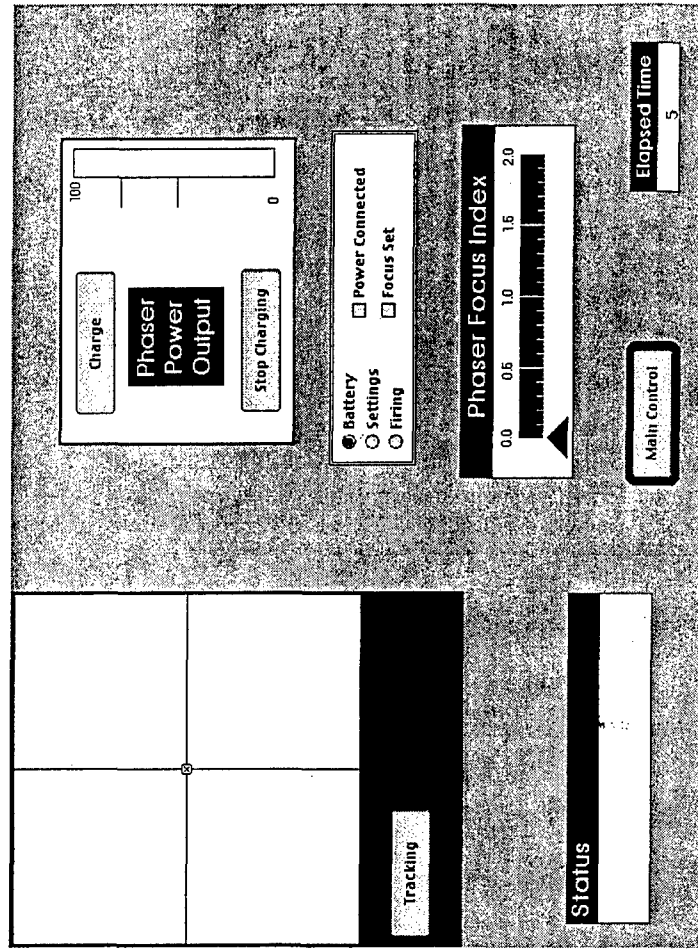 Tracking
Status
Charge
Phaser
Power
Output
Stop Charging
100
0
Battery
Settings
Firing
Power Connected
Focus Set
Phaser Focus Index
0.0 0.5 1.0 1.5 2.0
Main Control
Elapsed Time
5